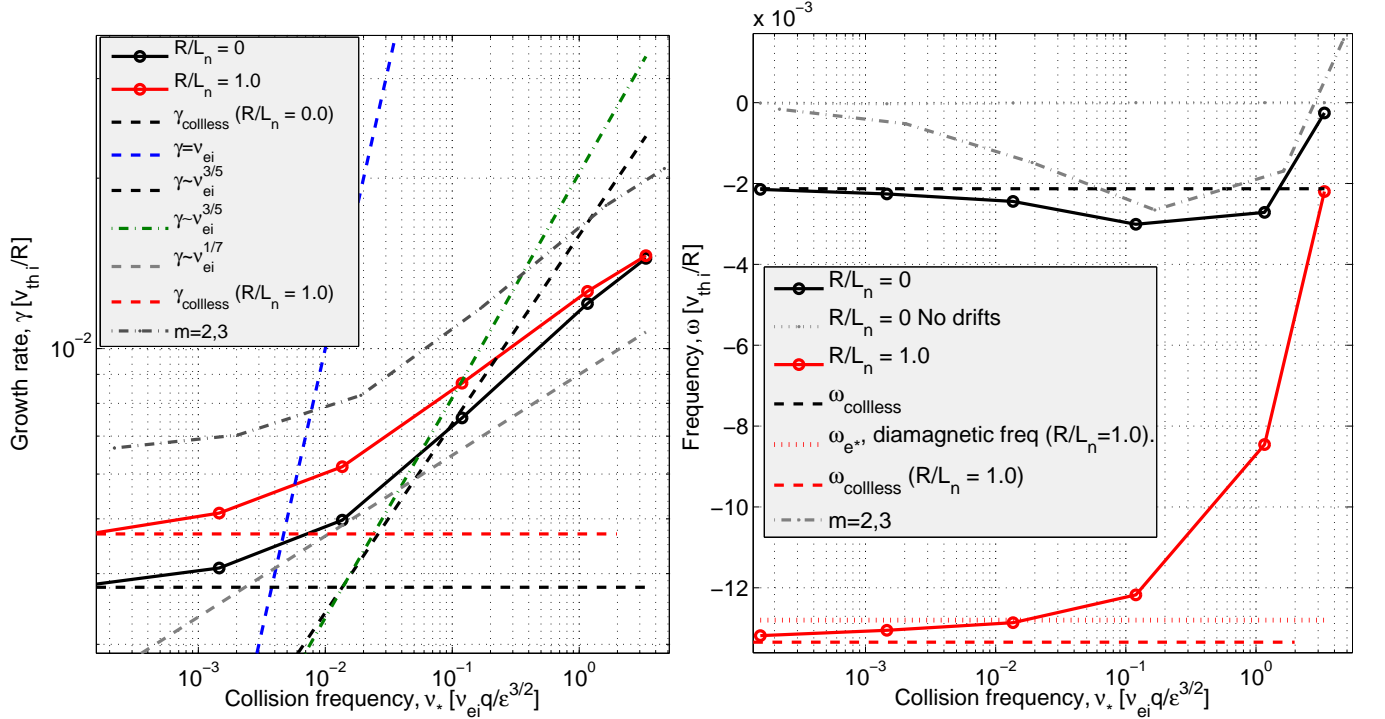 R/L_n = 0
R/L_n = 1.0
γ_collless (R/L_n = 0.0)
γ=ν_ei
γ~ν_ei^3/5
γ~ν_ei^3/5
γ~ν_ei^1/7
γ_collless (R/L_n = 1.0)
m=2,3
Growth rate, γ [v_th i/R]
10^−2
10^−3
10^−2
10^−1
10^0
Collision frequency, ν_* [ν_ei q/ε^3/2]
x 10^−3
0
−2
−4
−6
−8
−10
−12
Frequency, ω [v_th i/R]
R/L_n = 0
R/L_n = 0 No drifts
R/L_n = 1.0
ω_collless
ω_e*, diamagnetic freq (R/L_n=1.0).
ω_collless (R/L_n = 1.0)
m=2,3
10^−3
10^−2
10^−1
10^0
Collision frequency, ν_* [ν_ei q/ε^3/2]